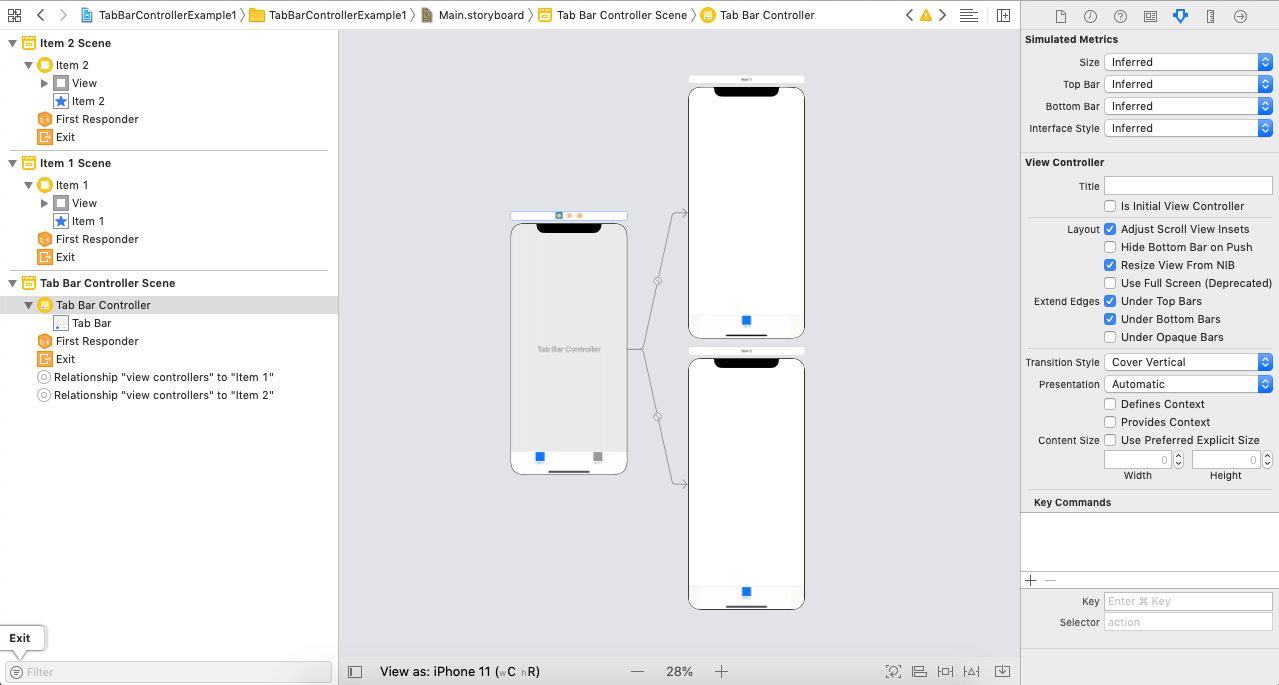 TabBarControllerExample1 TabBarControllerExample1 Main.storyboard Tab Bar Controller Scene Tab Bar Controller
Item 2 Scene
Item 2
View
Item 2
First Responder
Exit
Item 1 Scene
Item 1
View
Item 1
First Responder
Exit
Tab Bar Controller Scene
Tab Bar Controller
Tab Bar
First Responder
Exit
Relationship "view controllers" to "Item 1"
Relationship "view controllers" to "Item 2"
Exit
Filter
Item 1
Tab Bar Controller
Item 2
View as: iPhone 11 (wC hR)
28%
Simulated Metrics
Size Inferred
Top Bar Inferred
Bottom Bar Inferred
Interface Style Inferred
View Controller
Title
Is Initial View Controller
Layout Adjust Scroll View Insets
Hide Bottom Bar on Push
Resize View From NIB
Use Full Screen (Deprecated)
Extend Edges Under Top Bars
Under Bottom Bars
Under Opaque Bars
Transition Style Cover Vertical
Presentation Automatic
Defines Context
Provides Context
Content Size Use Preferred Explicit Size
0 0
Width Height
Key Commands
Key Enter ⌘ Key
Selector action